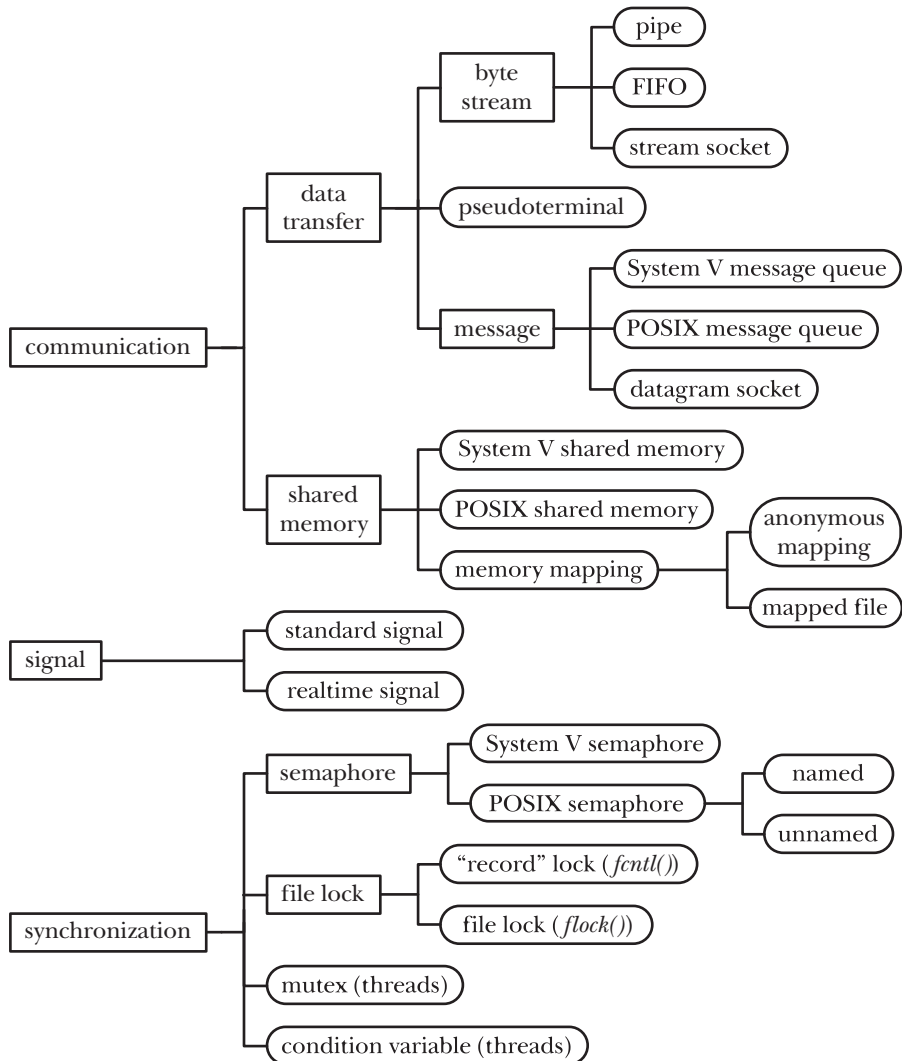 pipe
byte
stream
FIFO
stream socket
data
transfer
pseudoterminal
System V message queue
message
POSIX message queue
datagram socket
communication
System V shared memory
shared
memory
POSIX shared memory
anonymous
mapping
memory mapping
mapped file
standard signal
signal
realtime signal
System V semaphore
semaphore
named
POSIX semaphore
unnamed
“record” lock (fcntl())
file lock
file lock (flock())
synchronization
mutex (threads)
condition variable (threads)